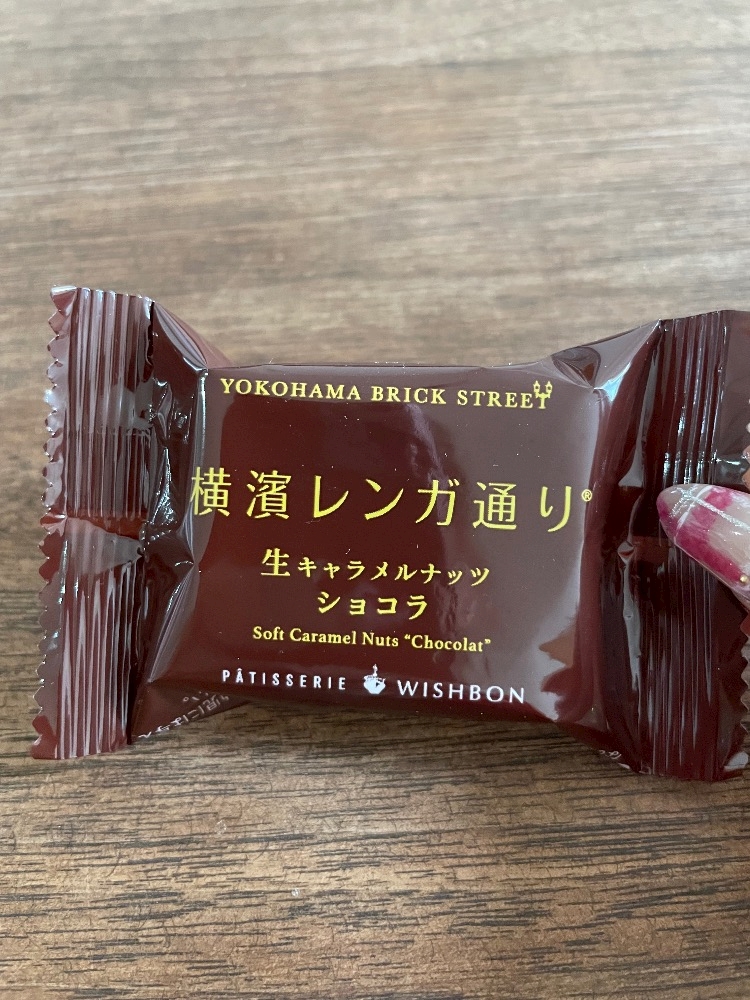 YOKOHAMA BRICK STREET
横濱レンガ通り®
生キャラメルナッツ
ショコラ
Soft Caramel Nuts “Chocolat”
PÂTISSERIE WISHBON